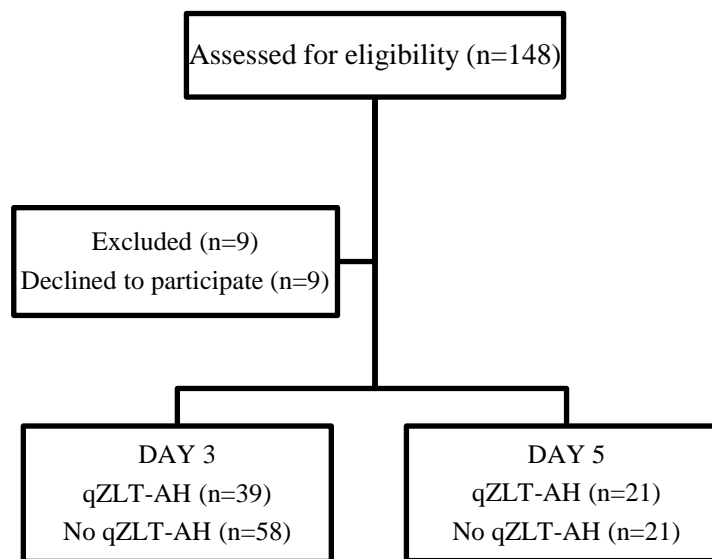 Assessed for eligibility (n=148)
Excluded (n=9)
Declined to participate (n=9)
DAY 3
qZLT-AH (n=39)
No qZLT-AH (n=58)
DAY 5
qZLT-AH (n=21)
No qZLT-AH (n=21)